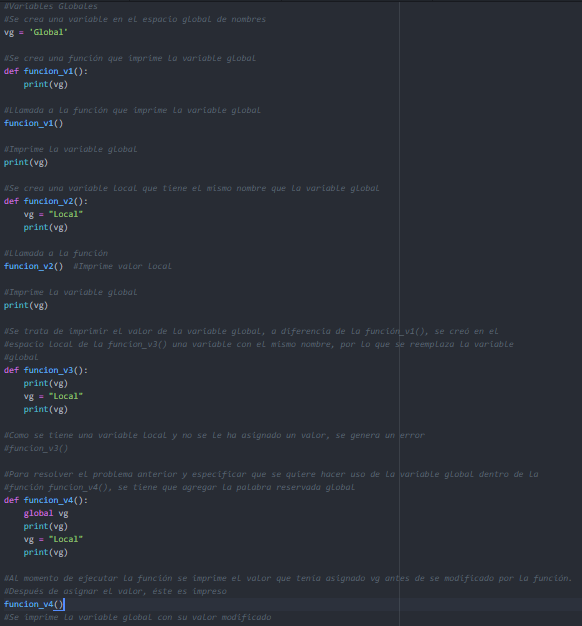 #Variables Globales
#Se crea una variable en el espacio global de nombres
vg = 'Global'
#Se crea una función que imprime la variable global
def funcion_v1():
print(vg)
#Llamada a la función que imprime la variable global
funcion_v1()
#Imprime la variable global
print(vg)
#Se crea una variable local que tiene el mismo nombre que la variable global
def funcion_v2():
vg = "Local"
print(vg)
#Llamada a la función
funcion_v2() #Imprime valor local
#Imprime la variable global
print(vg)
#Se trata de imprimir el valor de la variable global, a diferencia de la función_v1(), se creó en el
#espacio local de la funcion_v3() una variable con el mismo nombre, por lo que se reemplaza la variable
#global
def funcion_v3():
print(vg)
vg = "Local"
print(vg)
#Como se tiene una variable local y no se le ha asignado un valor, se genera un error
#funcion_v3()
#Para resolver el problema anterior y especificar que se quiere hacer uso de la variable global dentro de la
#función funcion_v4(), se tiene que agregar la palabra reservada global
def funcion_v4():
global vg
print(vg)
vg = "Local"
print(vg)
#Al momento de ejecutar la función se imprime el valor que tenía asignado vg antes de se modificado por la función.
#Después de asignar el valor, éste es impreso
funcion_v4()
#Se imprime la variable global con su valor modificado